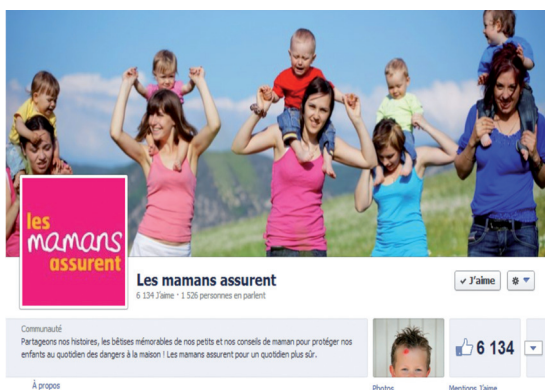 les
mamans
assurent
Les mamans assurent
6 134 J'aime · 1 526 personnes en parlent
J'aime
Communauté
Partageons nos histoires, les bêtises mémorables de nos petits et nos conseils de maman pour protéger nos
enfants au quotidien des dangers à la maison ! Les mamans assurent pour un quotidien plus sûr.
6 134
À propos
Photos
Mentions J'aime